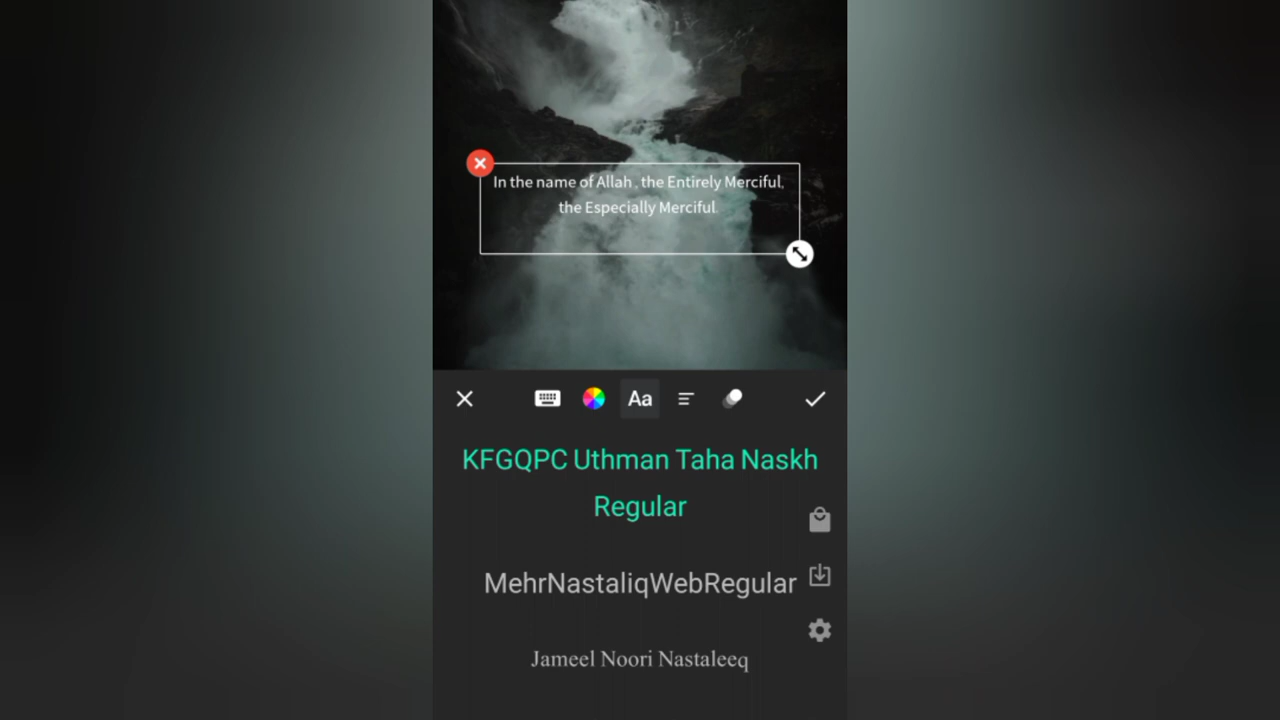 In the name of Allah , the Entirely Merciful,
the Especially Merciful.
Aa
KFGQPC Uthman Taha Naskh
Regular
MehrNastaliqWebRegular
Jameel Noori Nastaleeq